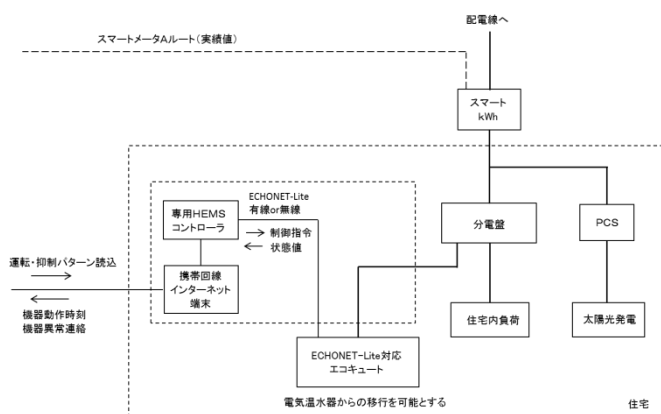 配電線へ
スマートメータAルート(実績値)
スマート
kWh
ECHONET-Lite
有線or無線
専用HEMS
コントローラ
制御指令
状態値
分電盤
PCS
運転・抑制パターン読込
携帯回線
インターネット
端末
機器動作時刻
機器異常連絡
住宅内負荷
太陽光発電
ECHONET-Lite対応
エコキュート
電気温水器からの移行を可能とする
住宅